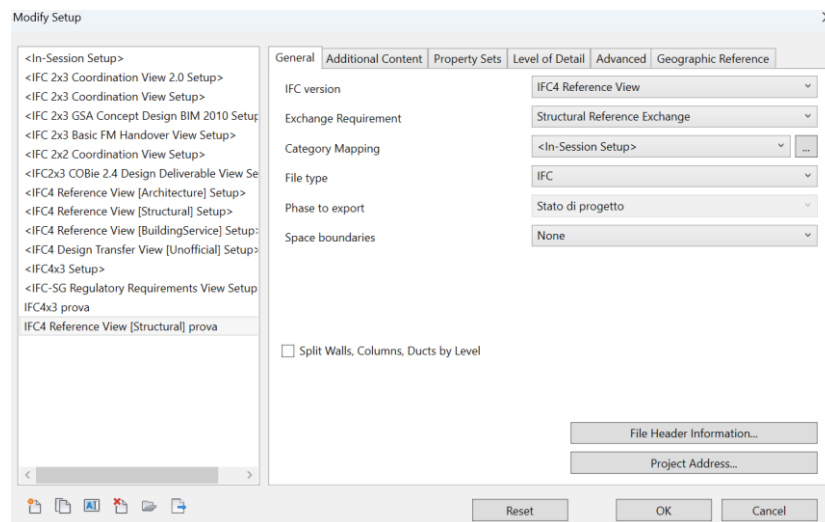 Modify Setup
<In-Session Setup>
<IFC 2x3 Coordination View 2.0 Setup>
<IFC 2x3 Coordination View Setup>
<IFC 2x3 GSA Concept Design BIM 2010 Setup
<IFC 2x3 Basic FM Handover View Setup>
<IFC 2x2 Coordination View Setup>
<IFC2x3 COBie 2.4 Design Deliverable View Se
<IFC4 Reference View [Architecture] Setup>
<IFC4 Reference View [Structural] Setup>
<IFC4 Reference View [BuildingService] Setup>
<IFC4 Design Transfer View [Unofficial] Setup>
<IFC4x3 Setup>
<IFC-SG Regulatory Requirements View Setup
IFC4x3 prova
IFC4 Reference View [Structural] prova
General Additional Content Property Sets Level of Detail Advanced Geographic Reference
IFC version IFC4 Reference View
Exchange Requirement Structural Reference Exchange
Category Mapping <In-Session Setup> ...
File type IFC
Phase to export Stato di progetto
Space boundaries None
Split Walls, Columns, Ducts by Level
File Header Information...
Project Address...
Reset OK Cancel